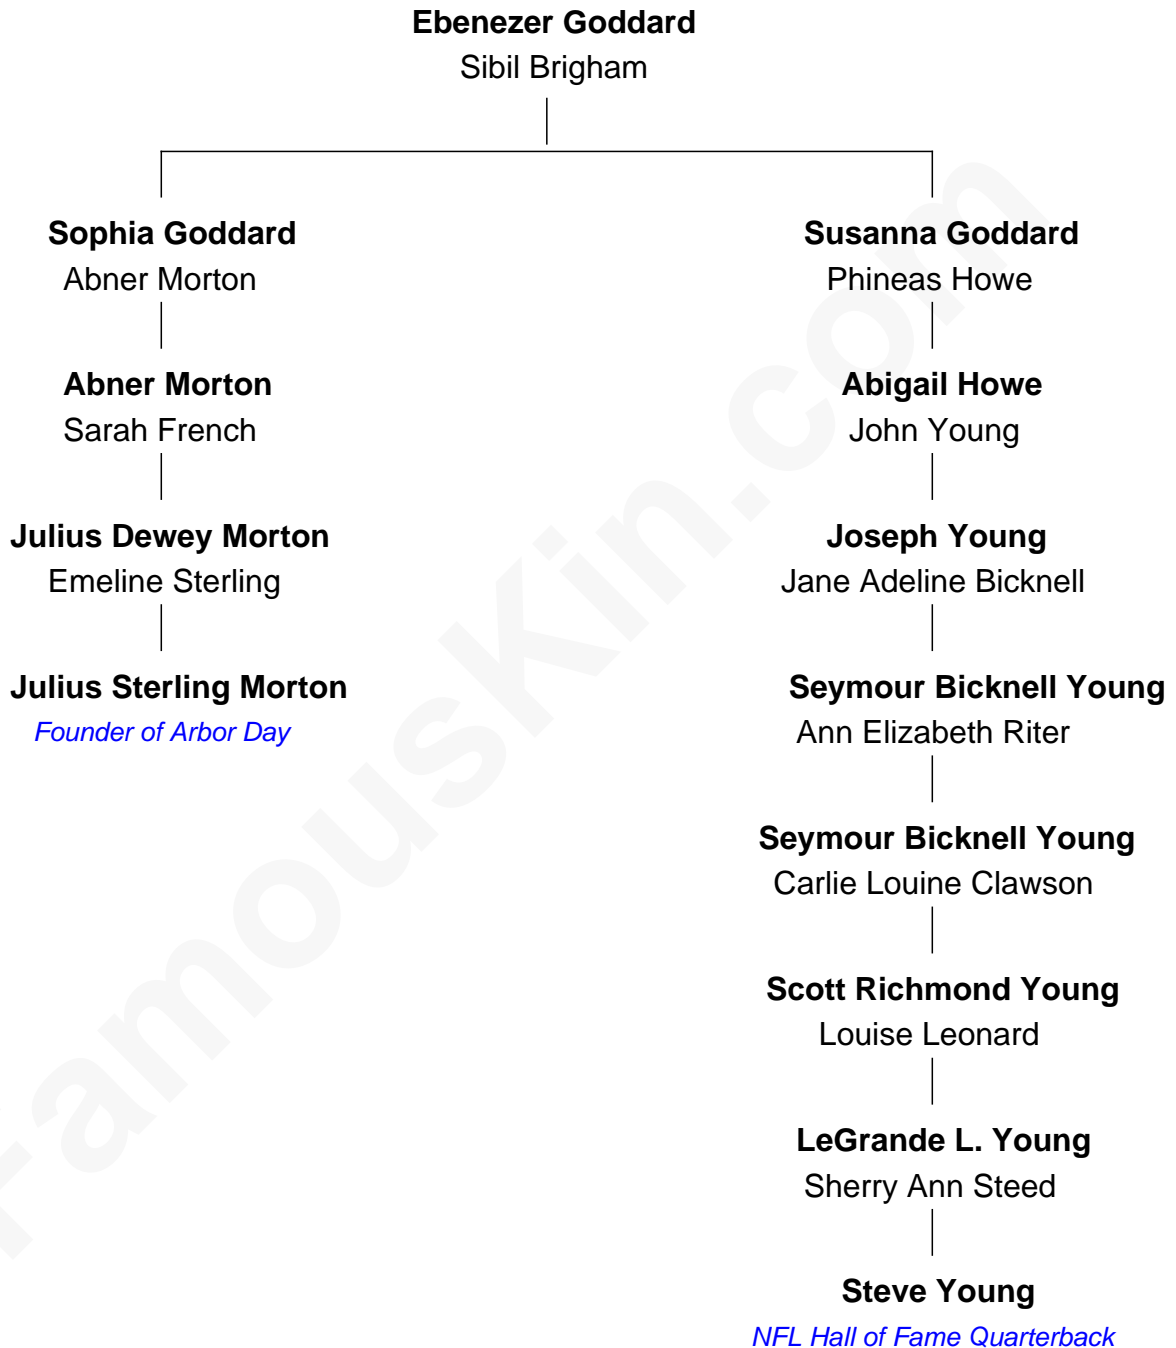 Ebenezer Goddard
Sibil Brigham
Sophia Goddard
Abner Morton
Susanna Goddard
Phineas Howe
Abner Morton
Sarah French
Abigail Howe
John Young
Julius Dewey Morton
Emeline Sterling
Joseph Young
Jane Adeline Bicknell
Julius Sterling Morton
Founder of Arbor Day
Seymour Bicknell Young
Ann Elizabeth Riter
Seymour Bicknell Young
Carlie Louine Clawson
Scott Richmond Young
Louise Leonard
LeGrande L. Young
Sherry Ann Steed
Steve Young
NFL Hall of Fame Quarterback
FamousKin.com